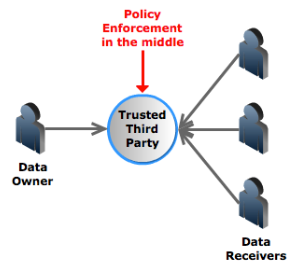 Policy
Enforcement
in the middle
Trusted
Third
Party
Data
Owner
Data
Receivers